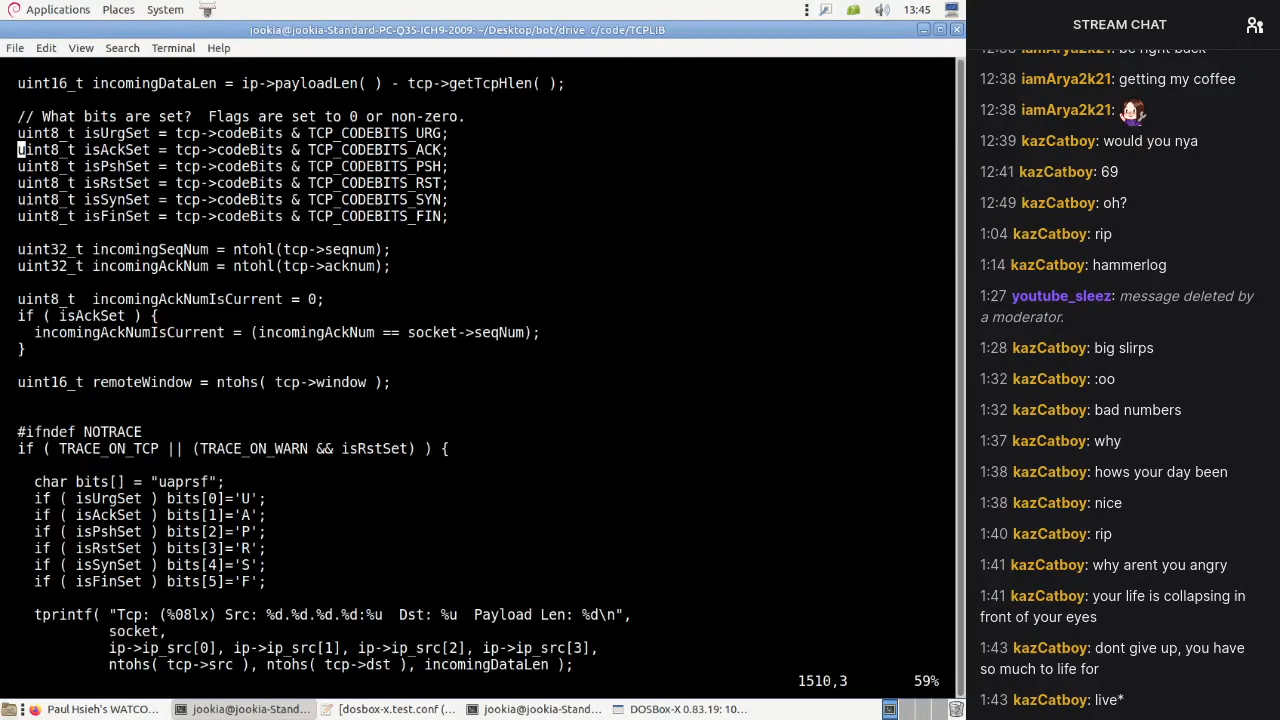 Applications Places System 13:45
jookia@jookia-Standard-PC-Q35-ICH9-2009: ~/Desktop/bot/drive_c/code/TCPLIB
File Edit View Search Terminal Help
uint16_t incomingDataLen = ip->payloadLen( ) - tcp->getTcpHlen( );
// What bits are set?  Flags are set to 0 or non-zero.
uint8_t isUrgSet = tcp->codeBits & TCP_CODEBITS_URG;
uint8_t isAckSet = tcp->codeBits & TCP_CODEBITS_ACK;
uint8_t isPshSet = tcp->codeBits & TCP_CODEBITS_PSH;
uint8_t isRstSet = tcp->codeBits & TCP_CODEBITS_RST;
uint8_t isSynSet = tcp->codeBits & TCP_CODEBITS_SYN;
uint8_t isFinSet = tcp->codeBits & TCP_CODEBITS_FIN;
uint32_t incomingSeqNum = ntohl(tcp->seqnum);
uint32_t incomingAckNum = ntohl(tcp->acknum);
uint8_t  incomingAckNumIsCurrent = 0;
if ( isAckSet ) {
  incomingAckNumIsCurrent = (incomingAckNum == socket->seqNum);
}
uint16_t remoteWindow = ntohs( tcp->window );
#ifndef NOTRACE
if ( TRACE_ON_TCP || (TRACE_ON_WARN && isRstSet) ) {
  char bits[] = "uaprsf";
  if ( isUrgSet ) bits[0]='U';
  if ( isAckSet ) bits[1]='A';
  if ( isPshSet ) bits[2]='P';
  if ( isRstSet ) bits[3]='R';
  if ( isSynSet ) bits[4]='S';
  if ( isFinSet ) bits[5]='F';
  tprintf( "Tcp: (%08lx) Src: %d.%d.%d.%d:%u  Dst: %u  Payload Len: %d\n",
           socket,
           ip->ip_src[0], ip->ip_src[1], ip->ip_src[2], ip->ip_src[3],
           ntohs( tcp->src ), ntohs( tcp->dst ), incomingDataLen );
1510,3 59%
Paul Hsieh's WATCO... jookia@jookia-Stand... [dosbox-x.test.conf (... jookia@jookia-Stand... DOSBox-X 0.83.19: 10...
STREAM CHAT
12:38 iamArya2k21: be right back
12:38 iamArya2k21: getting my coffee
12:38 iamArya2k21:
12:39 kazCatboy: would you nya
12:41 kazCatboy: 69
12:49 kazCatboy: oh?
1:04 kazCatboy: rip
1:14 kazCatboy: hammerlog
1:27 youtube_sleez: message deleted by
a moderator.
1:28 kazCatboy: big slirps
1:32 kazCatboy: :oo
1:32 kazCatboy: bad numbers
1:37 kazCatboy: why
1:38 kazCatboy: hows your day been
1:38 kazCatboy: nice
1:40 kazCatboy: rip
1:41 kazCatboy: why arent you angry
1:41 kazCatboy: your life is collapsing in
front of your eyes
1:43 kazCatboy: dont give up, you have
so much to life for
1:43 kazCatboy: live*